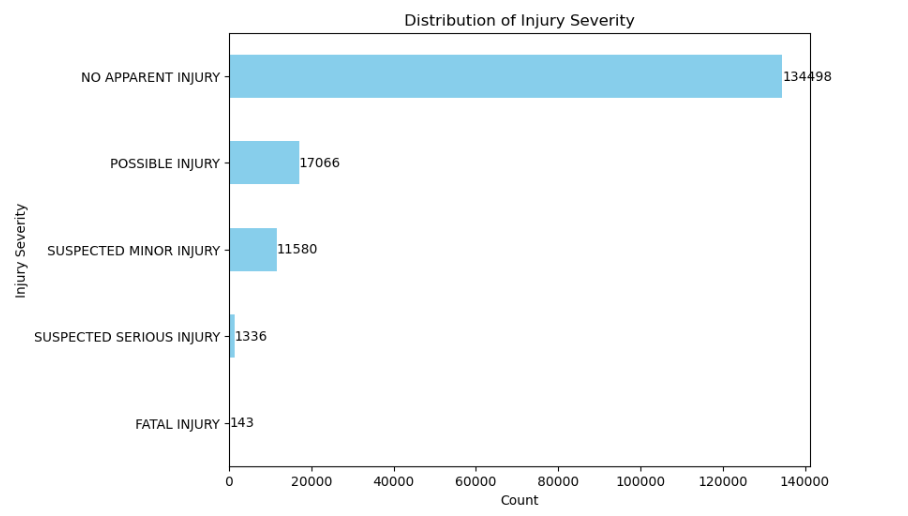 Distribution of Injury Severity
NO APPARENT INJURY
134498
POSSIBLE INJURY
17066
SUSPECTED MINOR INJURY
11580
SUSPECTED SERIOUS INJURY
1336
FATAL INJURY
143
Injury Severity
0 20000 40000 60000 80000 100000 120000 140000
Count